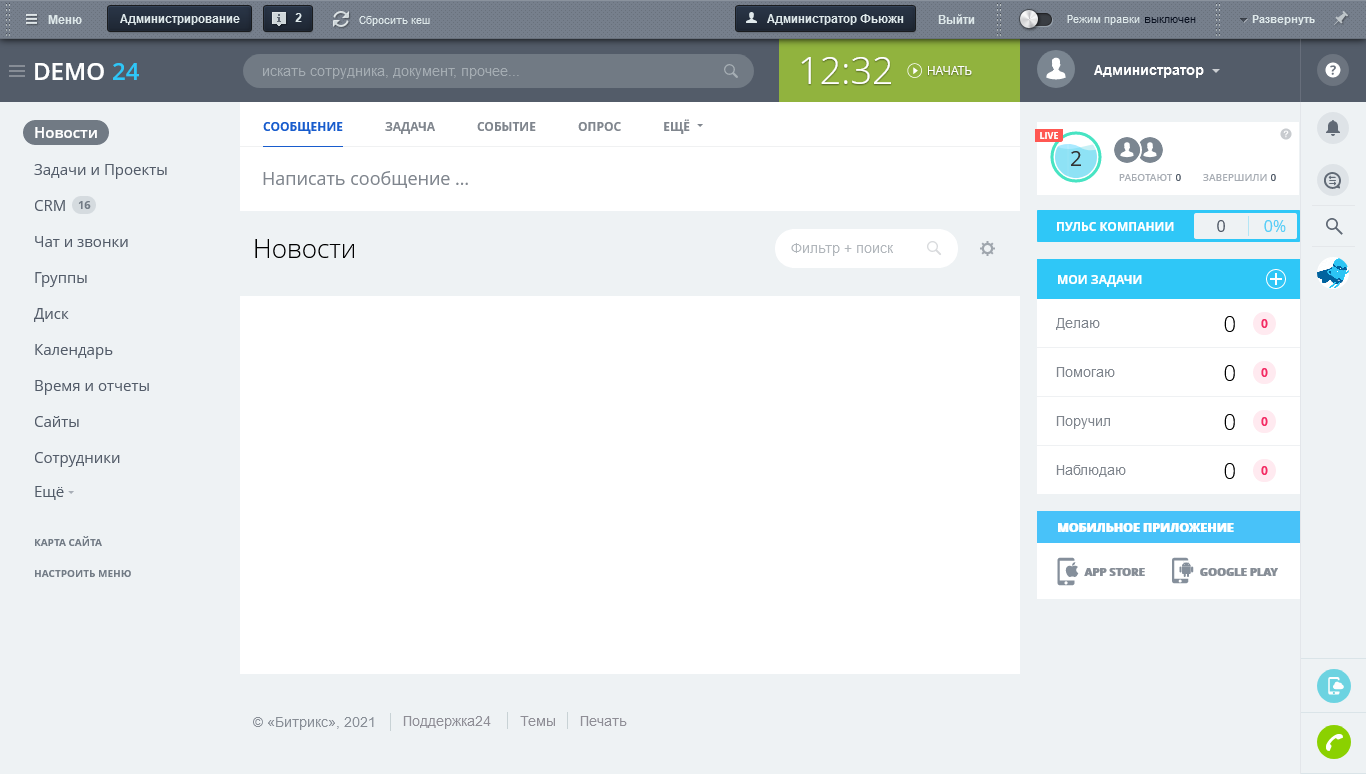 Меню
Администрирование
2
Сбросить кеш
Администратор Фьюжн
Выйти
Режим правки выключен
Развернуть
DEMO 24
искать сотрудника, документ, прочее...
12:32
НАЧАТЬ
Администратор
?
Новости
Задачи и Проекты
CRM 16
Чат и звонки
Группы
Диск
Календарь
Время и отчеты
Сайты
Сотрудники
Ещё
КАРТА САЙТА
НАСТРОИТЬ МЕНЮ
СООБЩЕНИЕ
ЗАДАЧА
СОБЫТИЕ
ОПРОС
ЕЩЁ
Написать сообщение ...
Новости
Фильтр + поиск
LIVE
2
?
РАБОТАЮТ 0
ЗАВЕРШИЛИ 0
ПУЛЬС КОМПАНИИ 0 0%
МОИ ЗАДАЧИ
Делаю 0 0
Помогаю 0 0
Поручил 0 0
Наблюдаю 0 0
МОБИЛЬНОЕ ПРИЛОЖЕНИЕ
APP STORE
GOOGLE PLAY
© «Битрикс», 2021
Поддержка24
Темы
Печать